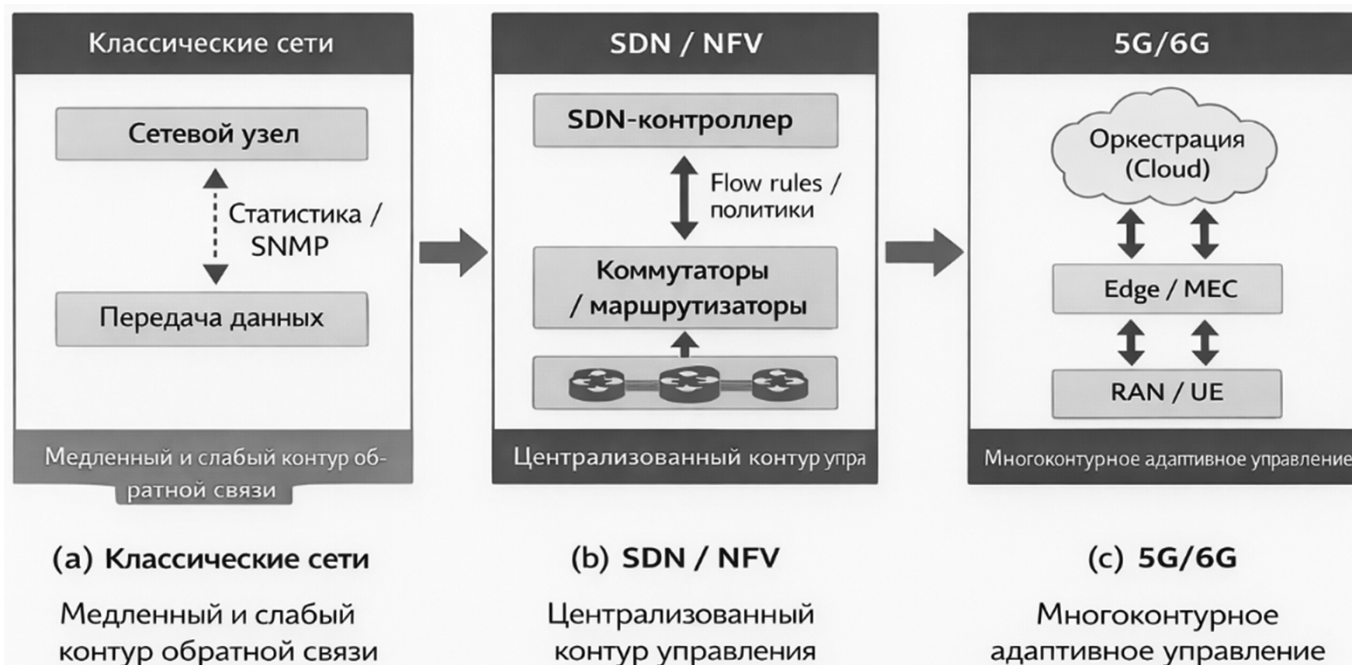 Классические сети
Сетевой узел
Статистика /
SNMP
Передача данных
Медленный и слабый контур об-
ратной связи
SDN / NFV
SDN-контроллер
Flow rules /
политики
Коммутаторы
/ маршрутизаторы
Централизованный контур упра
5G/6G
Оркестрация
(Cloud)
Edge / MEC
RAN / UE
Многоконтурное адаптивное управление
(a) Классические сети
Медленный и слабый
контур обратной связи
(b) SDN / NFV
Централизованный
контур управления
(c) 5G/6G
Многоконтурное
адаптивное управление